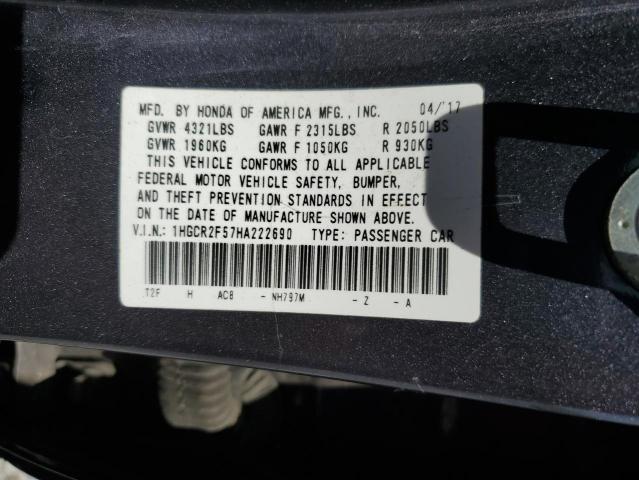 MFD. BY HONDA OF AMERICA MFG., INC. 04/'17
GVWR 4321LBS GAWR F 2315LBS R 2050LBS
GVWR 1960KG GAWR F 1050KG R 930KG
THIS VEHICLE CONFORMS TO ALL APPLICABLE
FEDERAL MOTOR VEHICLE SAFETY, BUMPER,
AND THEFT PREVENTION STANDARDS IN EFFECT
ON THE DATE OF MANUFACTURE SHOWN ABOVE.
V.I.N.: 1HGCR2F57HA222690 TYPE: PASSENGER CAR
T2F H AC8 - NH797M - Z - A